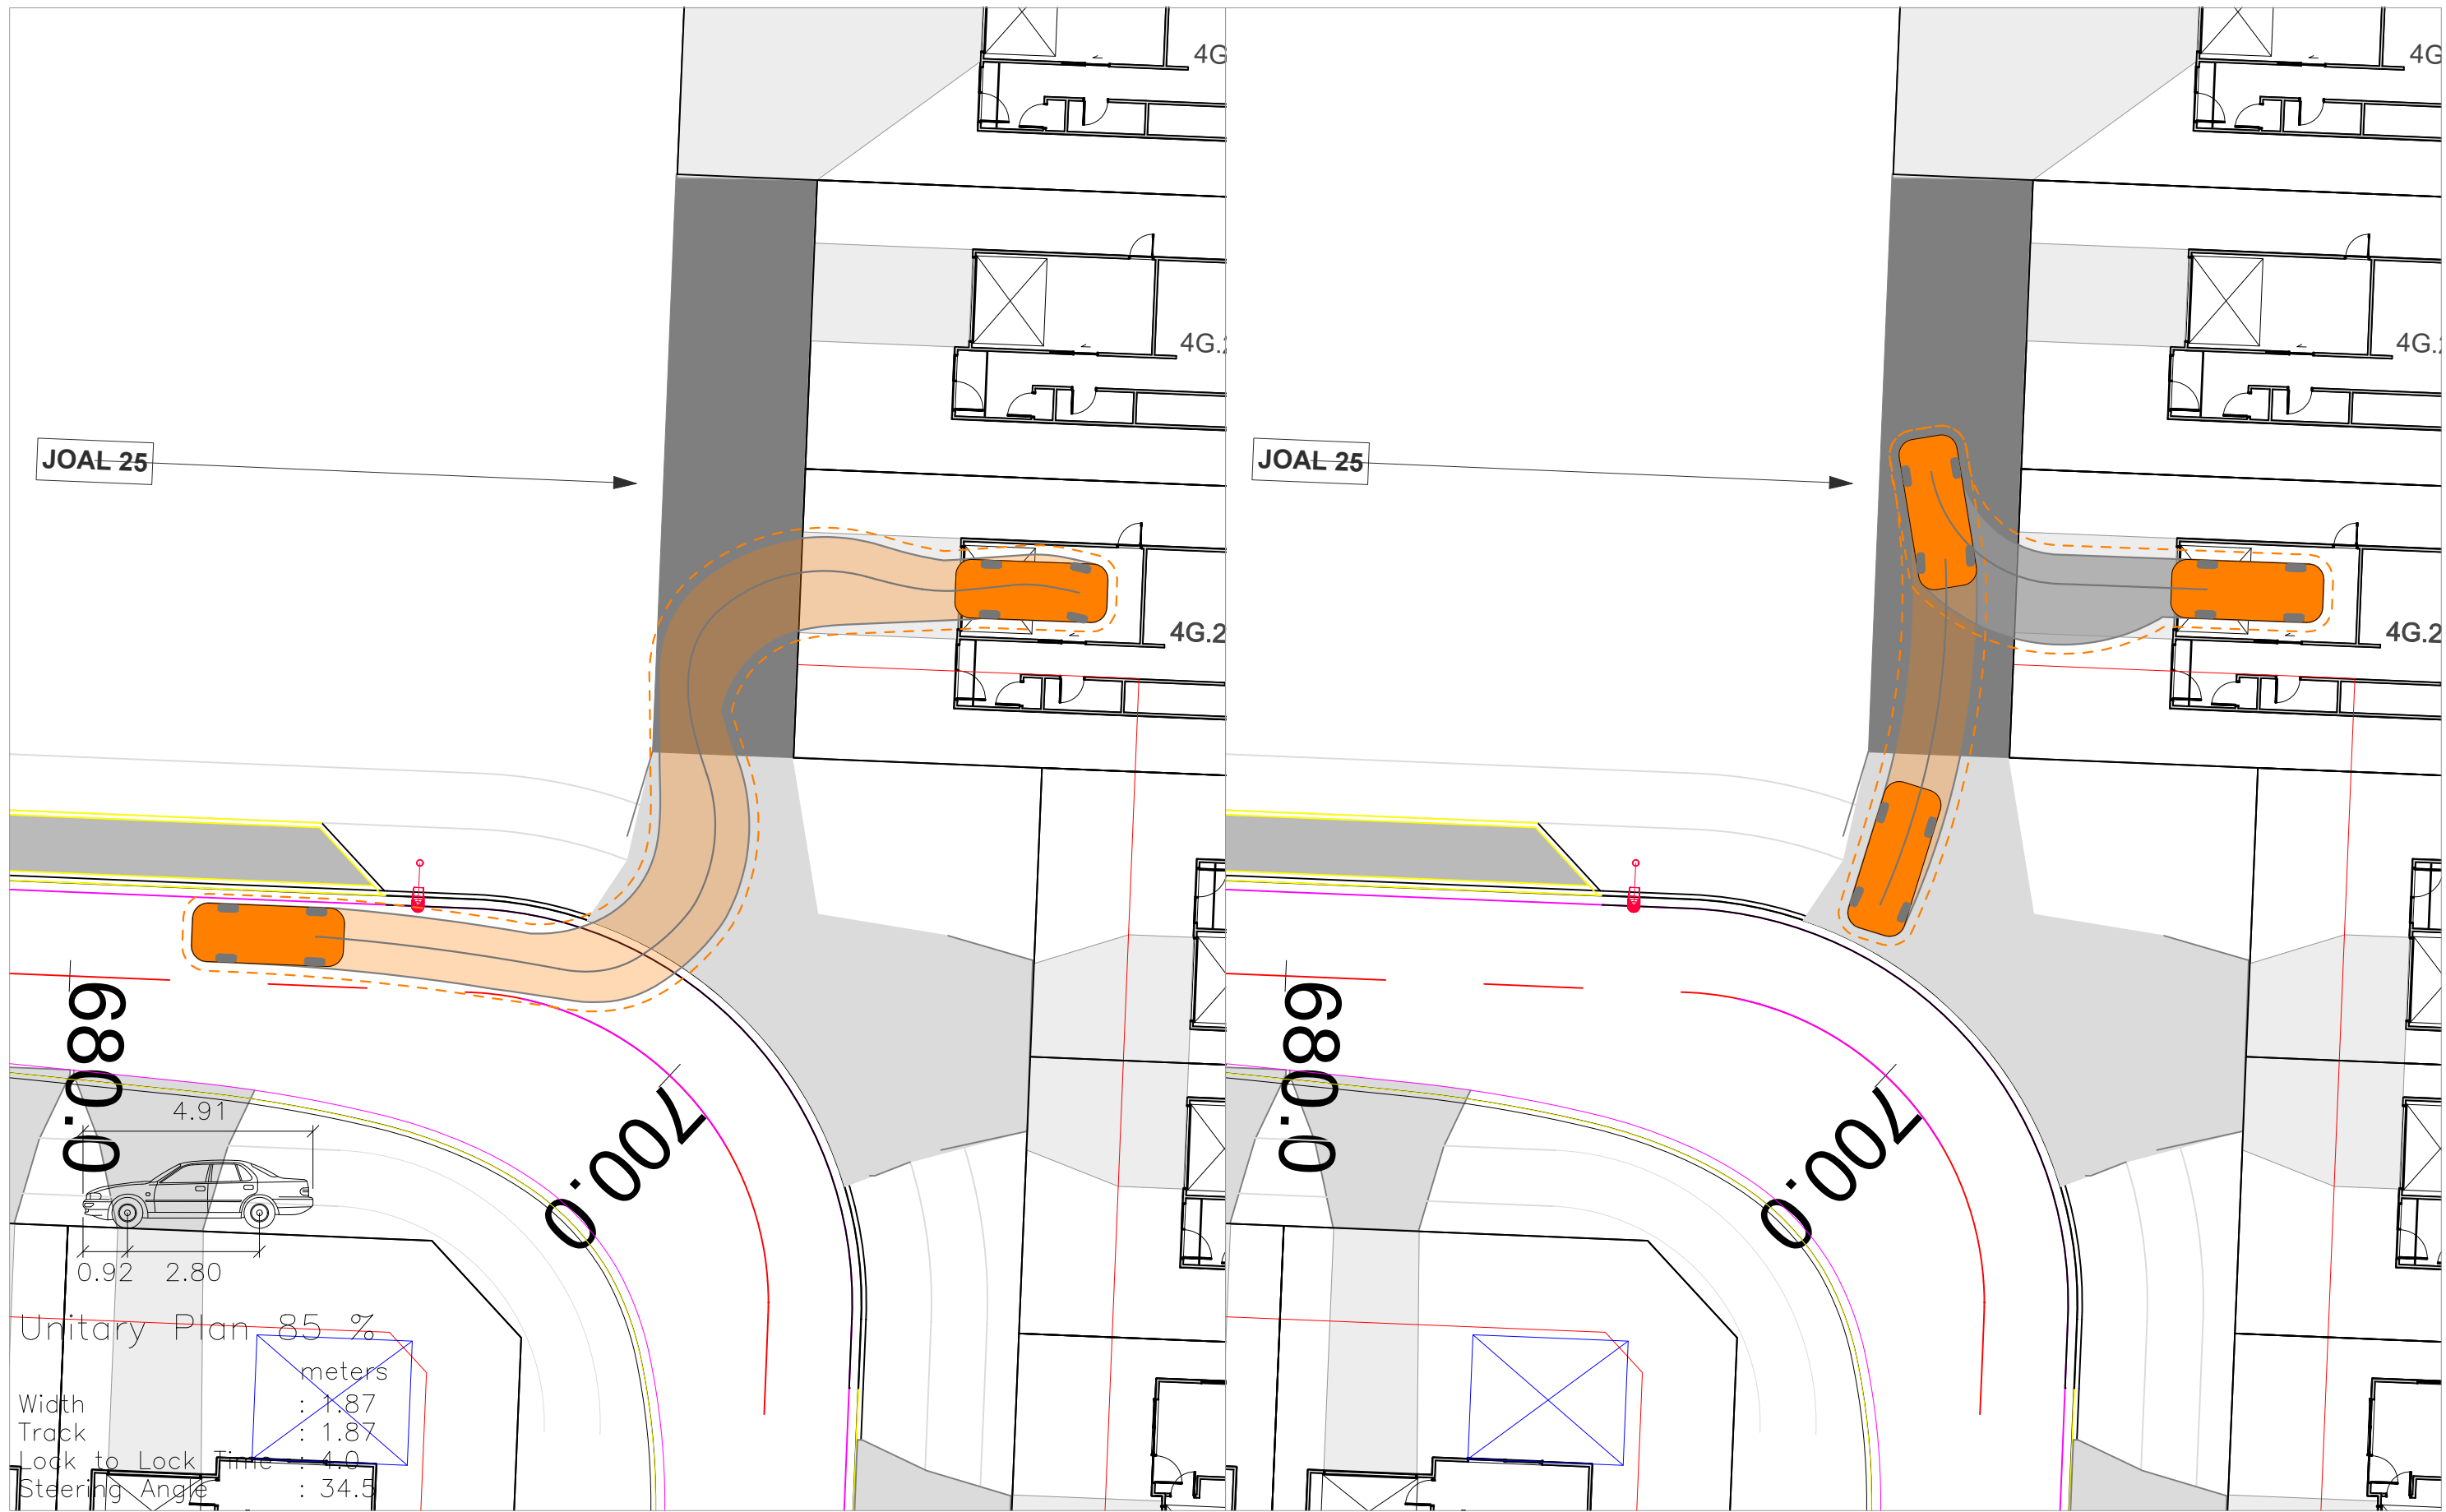 4G
4G.2
JOAL 25
4G.2
680.0
700.0
4.91
0.92 2.80
Unitary Plan 85 %
meters
Width : 1.87
Track : 1.87
Lock to Lock Time : 4.0
Steering Angle : 34.5
4G
4G.2
JOAL 25
4G.2
680.0
700.0